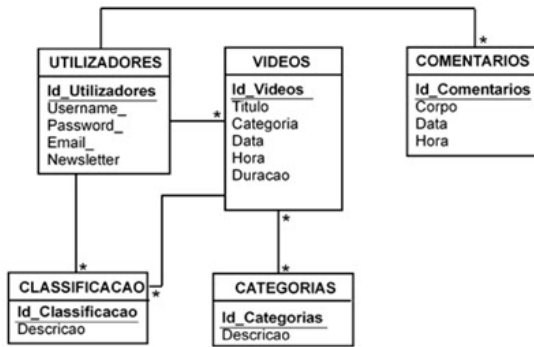 UTILIZADORES
Id_Utilizadores
Username_
Password_
Email_
Newsletter
*
VIDEOS
Id_Videos
Titulo
Categoria
Data
Hora
Duracao
*
*
COMENTARIOS
Id_Comentarios
Corpo
Data
Hora
*
CLASSIFICACAO
Id_Classificacao
Descricao
*
*
CATEGORIAS
Id_Categorias
Descricao